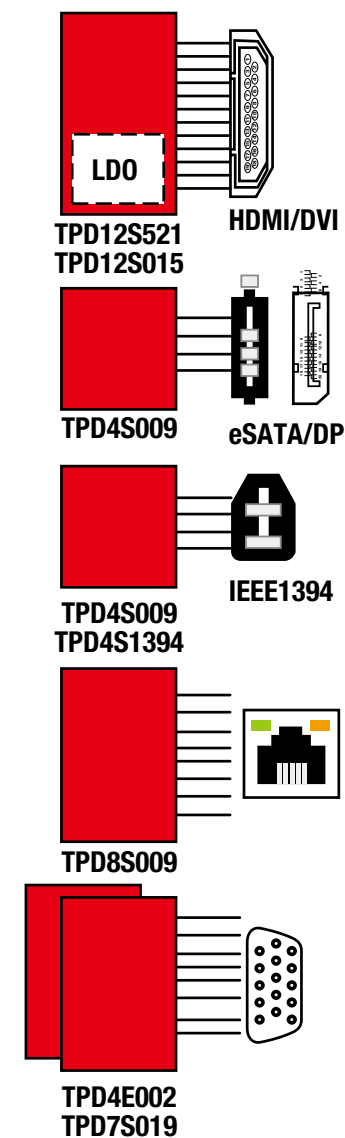 LDO
HDMI/DVI
TPD12S521
TPD12S015
TPD4S009
eSATA/DP
IEEE1394
TPD4S009
TPD4S1394
TPD8S009
TPD4E002
TPD7S019